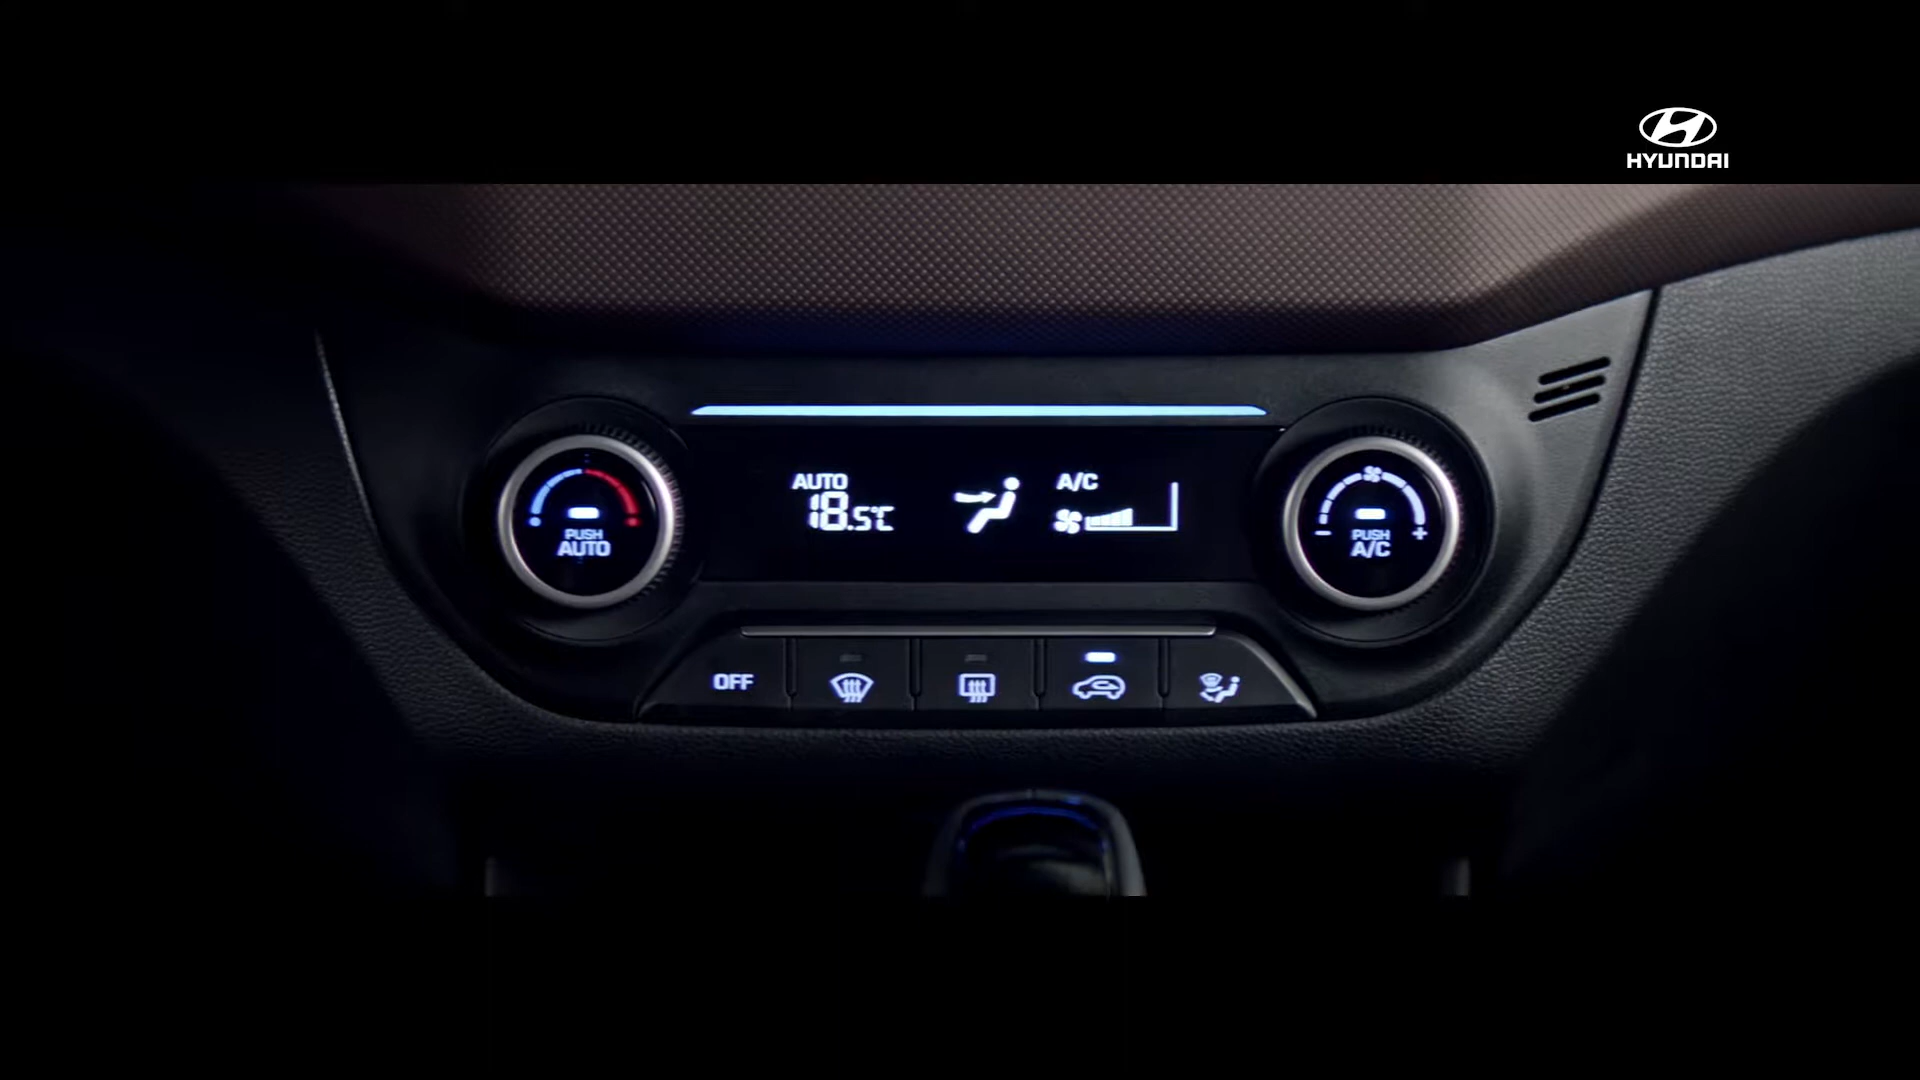 HYUNDAI
AUTO
A/C
18.5°C
PUSH
AUTO
PUSH
A/C
OFF